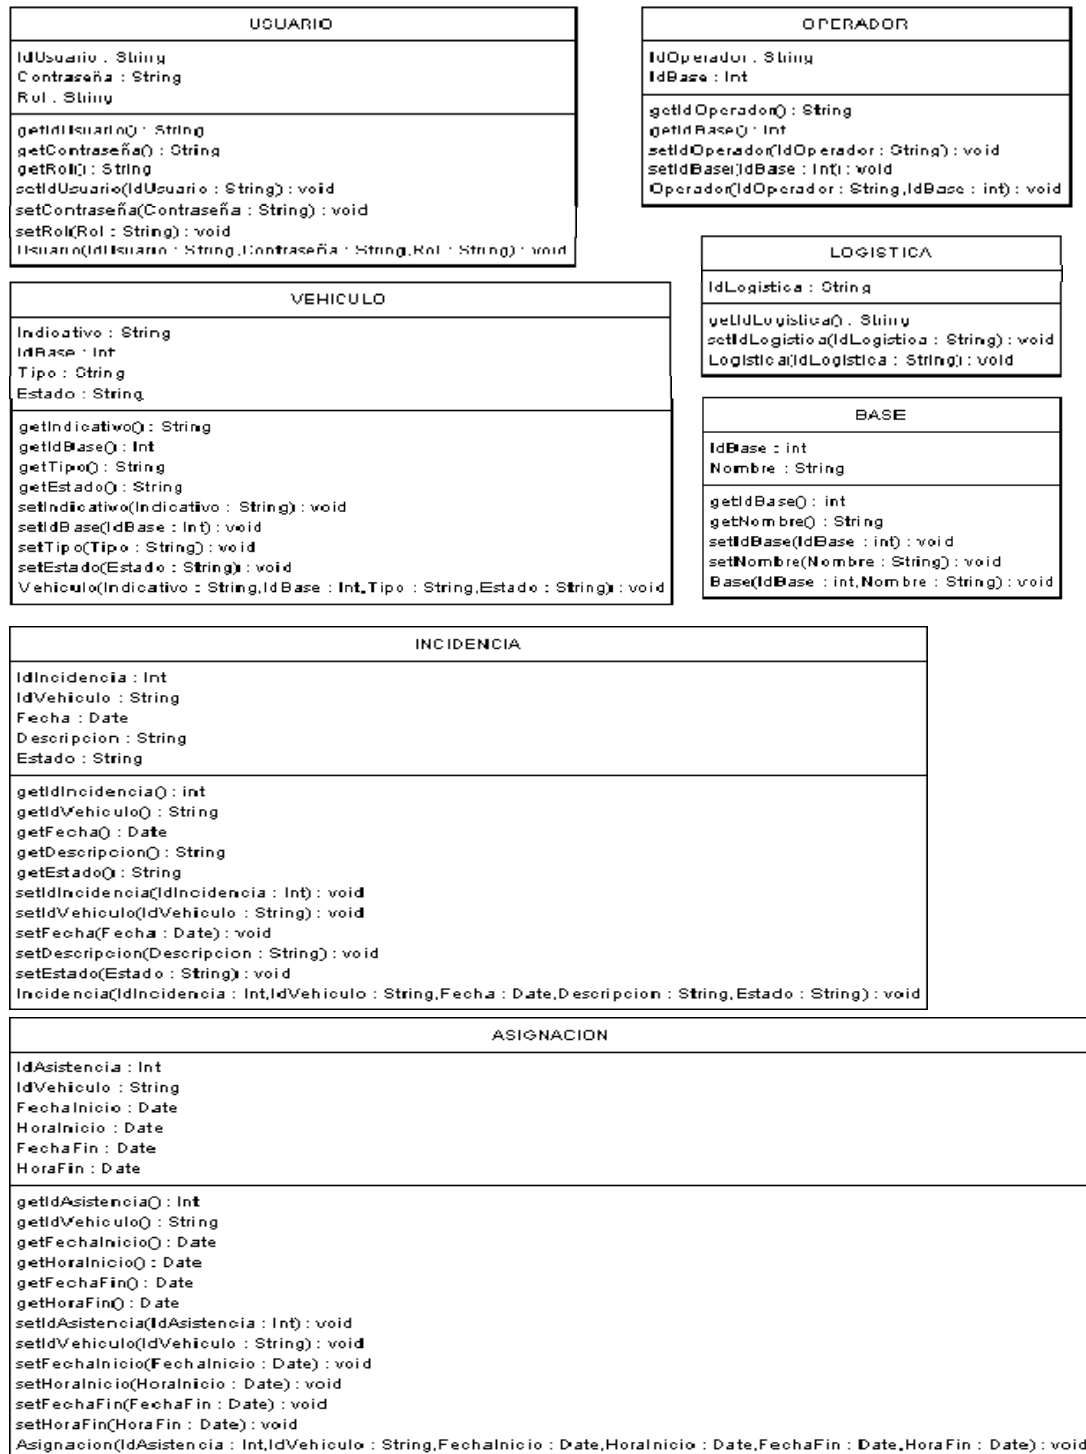 USUARIO
IdUsuario : String
Contraseña : String
Rol : String
getIdUsuario() : String
getContraseña() : String
getRol() : String
setIdUsuario(IdUsuario : String) : void
setContraseña(Contraseña : String) : void
setRol(Rol : String) : void
Usuario(IdUsuario : String,Contraseña : String,Rol : String) : void
OPERADOR
IdOperador : String
IdBase : Int
getIdOperador() : String
getIdBase() : Int
setIdOperador(IdOperador : String) : void
setIdBase(IdBase : Int) : void
Operador(IdOperador : String,IdBase : int) : void
LOGISTICA
IdLogistica : String
getIdLogistica() : String
setIdLogistica(IdLogistica : String) : void
Logistica(IdLogistica : String) : void
VEHICULO
Indicativo : String
IdBase : Int
Tipo : String
Estado : String
getIndicativo() : String
getIdBase() : Int
getTipo() : String
getEstado() : String
setIndicativo(Indicativo : String) : void
setIdBase(IdBase : Int) : void
setTipo(Tipo : String) : void
setEstado(Estado : String) : void
Vehiculo(Indicativo : String,IdBase : Int,Tipo : String,Estado : String) : void
BASE
IdBase : int
Nombre : String
getIdBase() : int
getNombre() : String
setIdBase(IdBase : int) : void
setNombre(Nombre : String) : void
Base(IdBase : int,Nombre : String) : void
INCIDENCIA
IdIncidencia : Int
IdVehiculo : String
Fecha : Date
Descripcion : String
Estado : String
getIdIncidencia() : int
getIdVehiculo() : String
getFecha() : Date
getDescripcion() : String
getEstado() : String
setIdIncidencia(IdIncidencia : Int) : void
setIdVehiculo(IdVehiculo : String) : void
setFecha(Fecha : Date) : void
setDescripcion(Descripcion : String) : void
setEstado(Estado : String) : void
Incidencia(IdIncidencia : Int,IdVehiculo : String,Fecha : Date,Descripcion : String,Estado : String) : void
ASIGNACION
IdAsistencia : Int
IdVehiculo : String
FechaInicio : Date
HoraInicio : Date
FechaFin : Date
HoraFin : Date
getIdAsistencia() : Int
getIdVehiculo() : String
getFechaInicio() : Date
getHoraInicio() : Date
getFechaFin() : Date
getHoraFin() : Date
setIdAsistencia(IdAsistencia : Int) : void
setIdVehiculo(IdVehiculo : String) : void
setFechaInicio(FechaInicio : Date) : void
setHoraInicio(HoraInicio : Date) : void
setFechaFin(FechaFin : Date) : void
setHoraFin(HoraFin : Date) : void
Asignacion(IdAsistencia : Int,IdVehiculo : String,FechaInicio : Date,HoraInicio : Date,FechaFin : Date,HoraFin : Date) : void